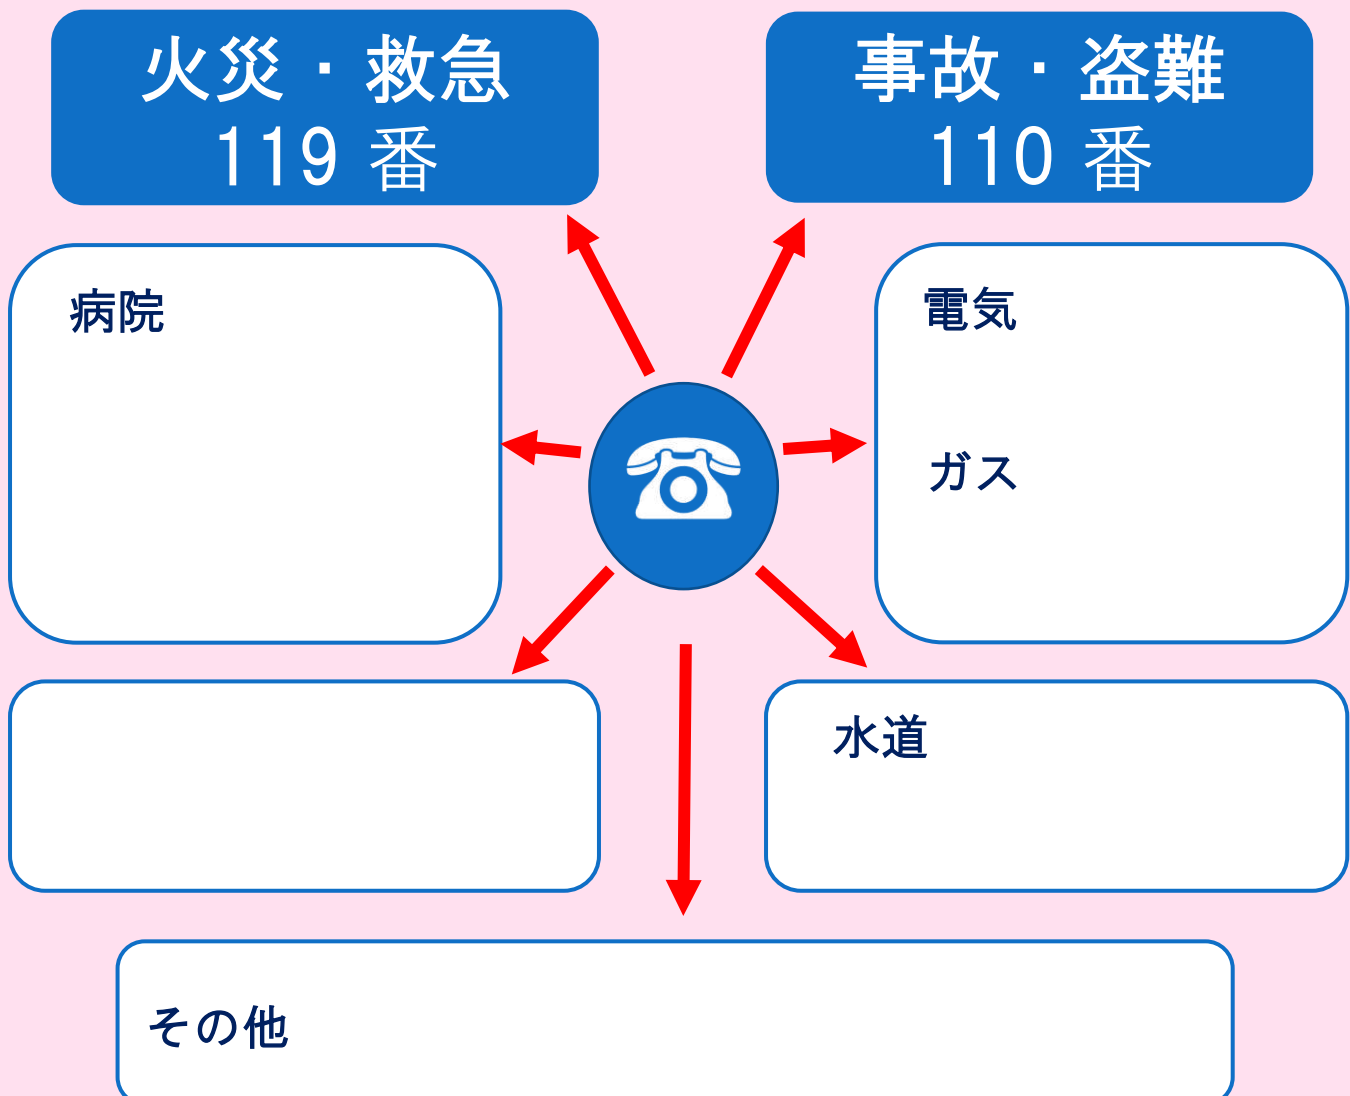 火災・救急
119 番
事故・盗難
110 番
病院
電気
ガス
水道
その他